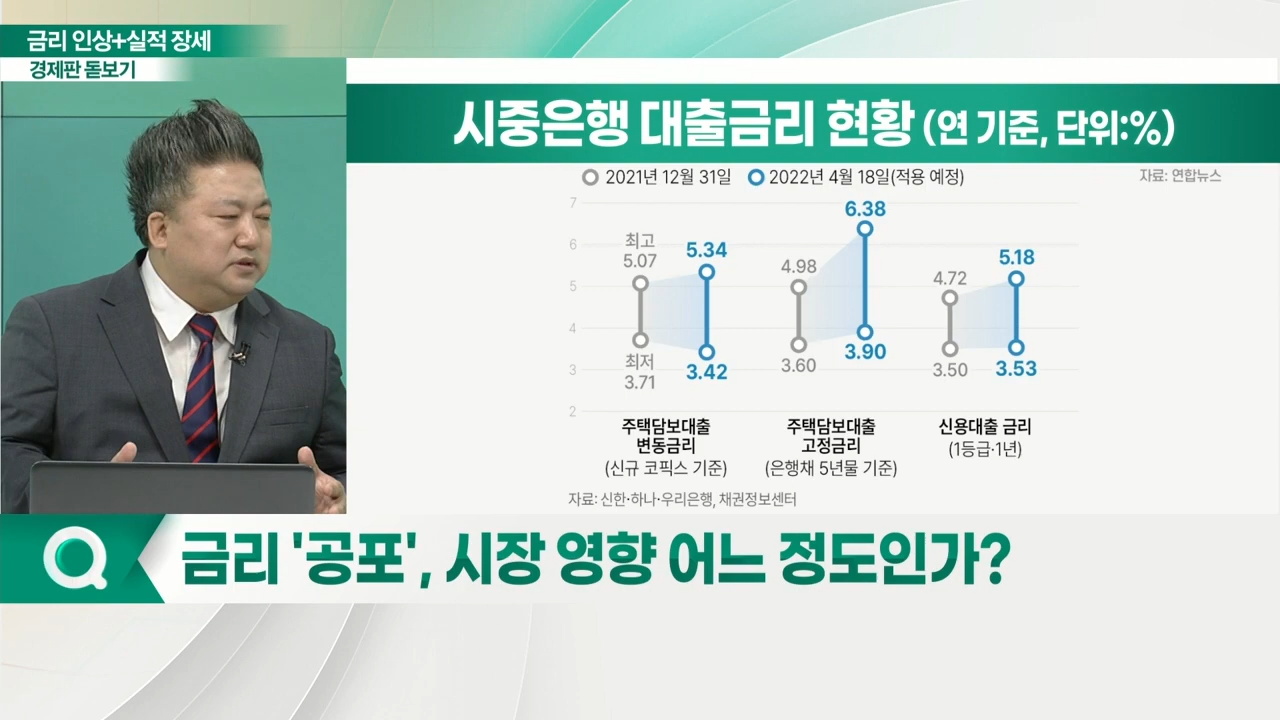 금리 인상+실적 장세
경제판 돋보기
시중은행 대출금리 현황 (연 기준, 단위:%)
2021년 12월 31일 2022년 4월 18일(적용 예정)
자료: 연합뉴스
7
6
5
4
3
2
최고
5.07
5.34
최저
3.71
3.42
4.98
6.38
3.60
3.90
4.72
5.18
3.50
3.53
주택담보대출
변동금리
(신규 코픽스 기준)
주택담보대출
고정금리
(은행채 5년물 기준)
신용대출 금리
(1등급·1년)
자료: 신한·하나·우리은행, 채권정보센터
금리 '공포', 시장 영향 어느 정도인가?